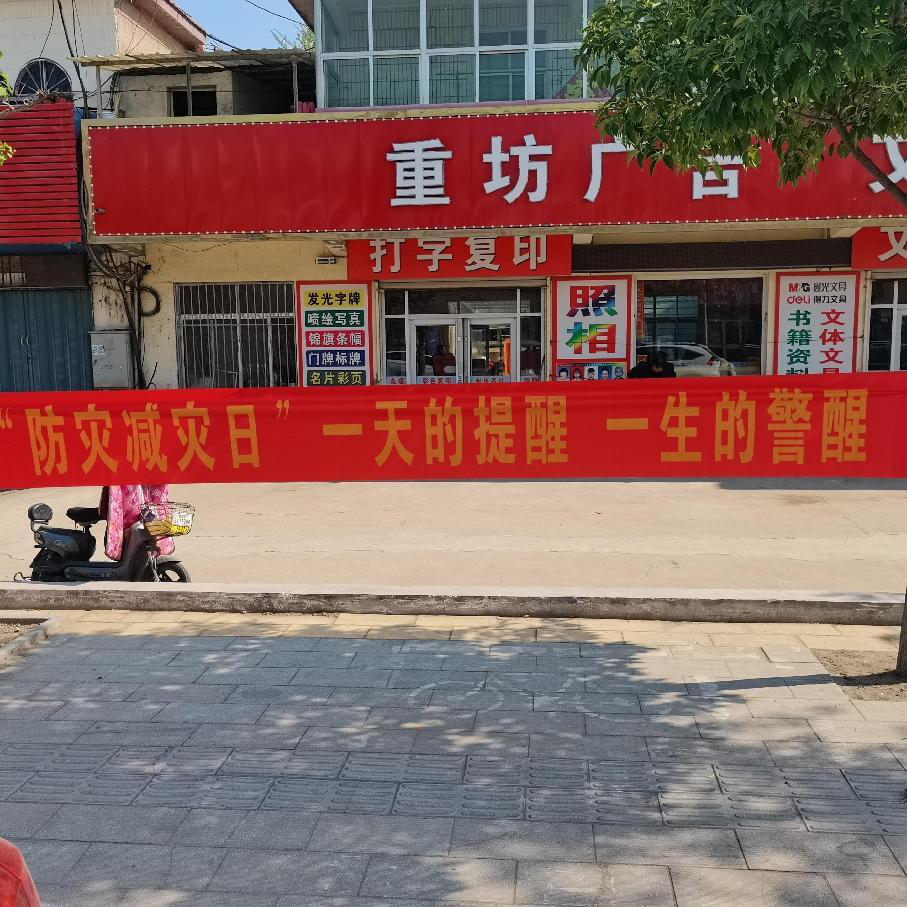 重坊广告 文
打字复印
文
发光字牌
喷绘写真
锦旗条幅
门牌标牌
名片彩页
照相
M&G 晨光文具
deli 得力文具
书籍资料
文体文具
“防灾减灾日”一天的提醒 一生的警醒